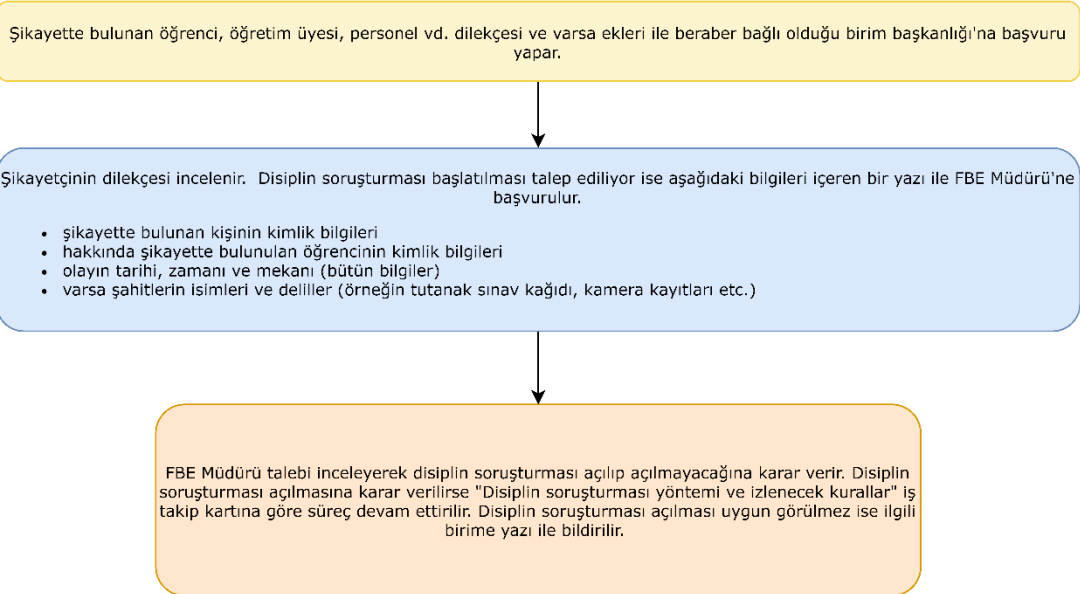 Şikayette bulunan öğrenci, öğretim üyesi, personel vd. dilekçesi ve varsa ekleri ile beraber bağlı olduğu birim başkanlığı'na başvuru
yapar.
Şikayetçinin dilekçesi incelenir.  Disiplin soruşturması başlatılması talep ediliyor ise aşağıdaki bilgileri içeren bir yazı ile FBE Müdürü'ne
başvurulur.
• şikayette bulunan kişinin kimlik bilgileri
• hakkında şikayette bulunulan öğrencinin kimlik bilgileri
• olayın tarihi, zamanı ve mekanı (bütün bilgiler)
• varsa şahitlerin isimleri ve deliller (örneğin tutanak sınav kağıdı, kamera kayıtları etc.)
FBE Müdürü talebi inceleyerek disiplin soruşturması açılıp açılmayacağına karar verir. Disiplin
soruşturması açılmasına karar verilirse "Disiplin soruşturması yöntemi ve izlenecek kurallar" iş
takip kartına göre süreç devam ettirilir. Disiplin soruşturması açılması uygun görülmez ise ilgili
birime yazı ile bildirilir.